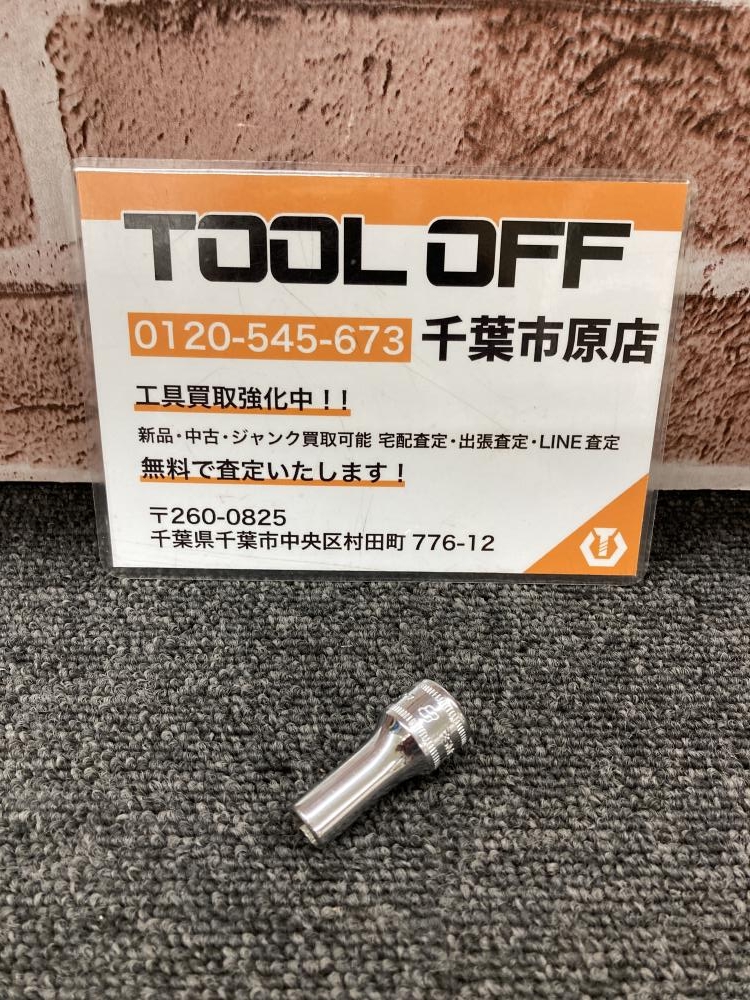 TOOL OFF
0120-545-673 千葉市原店
工具買取強化中！！
新品・中古・ジャンク買取可能 宅配査定・出張査定・LINE査定
無料で査定いたします！
〒260-0825
千葉県千葉市中央区村田町 776-12
8